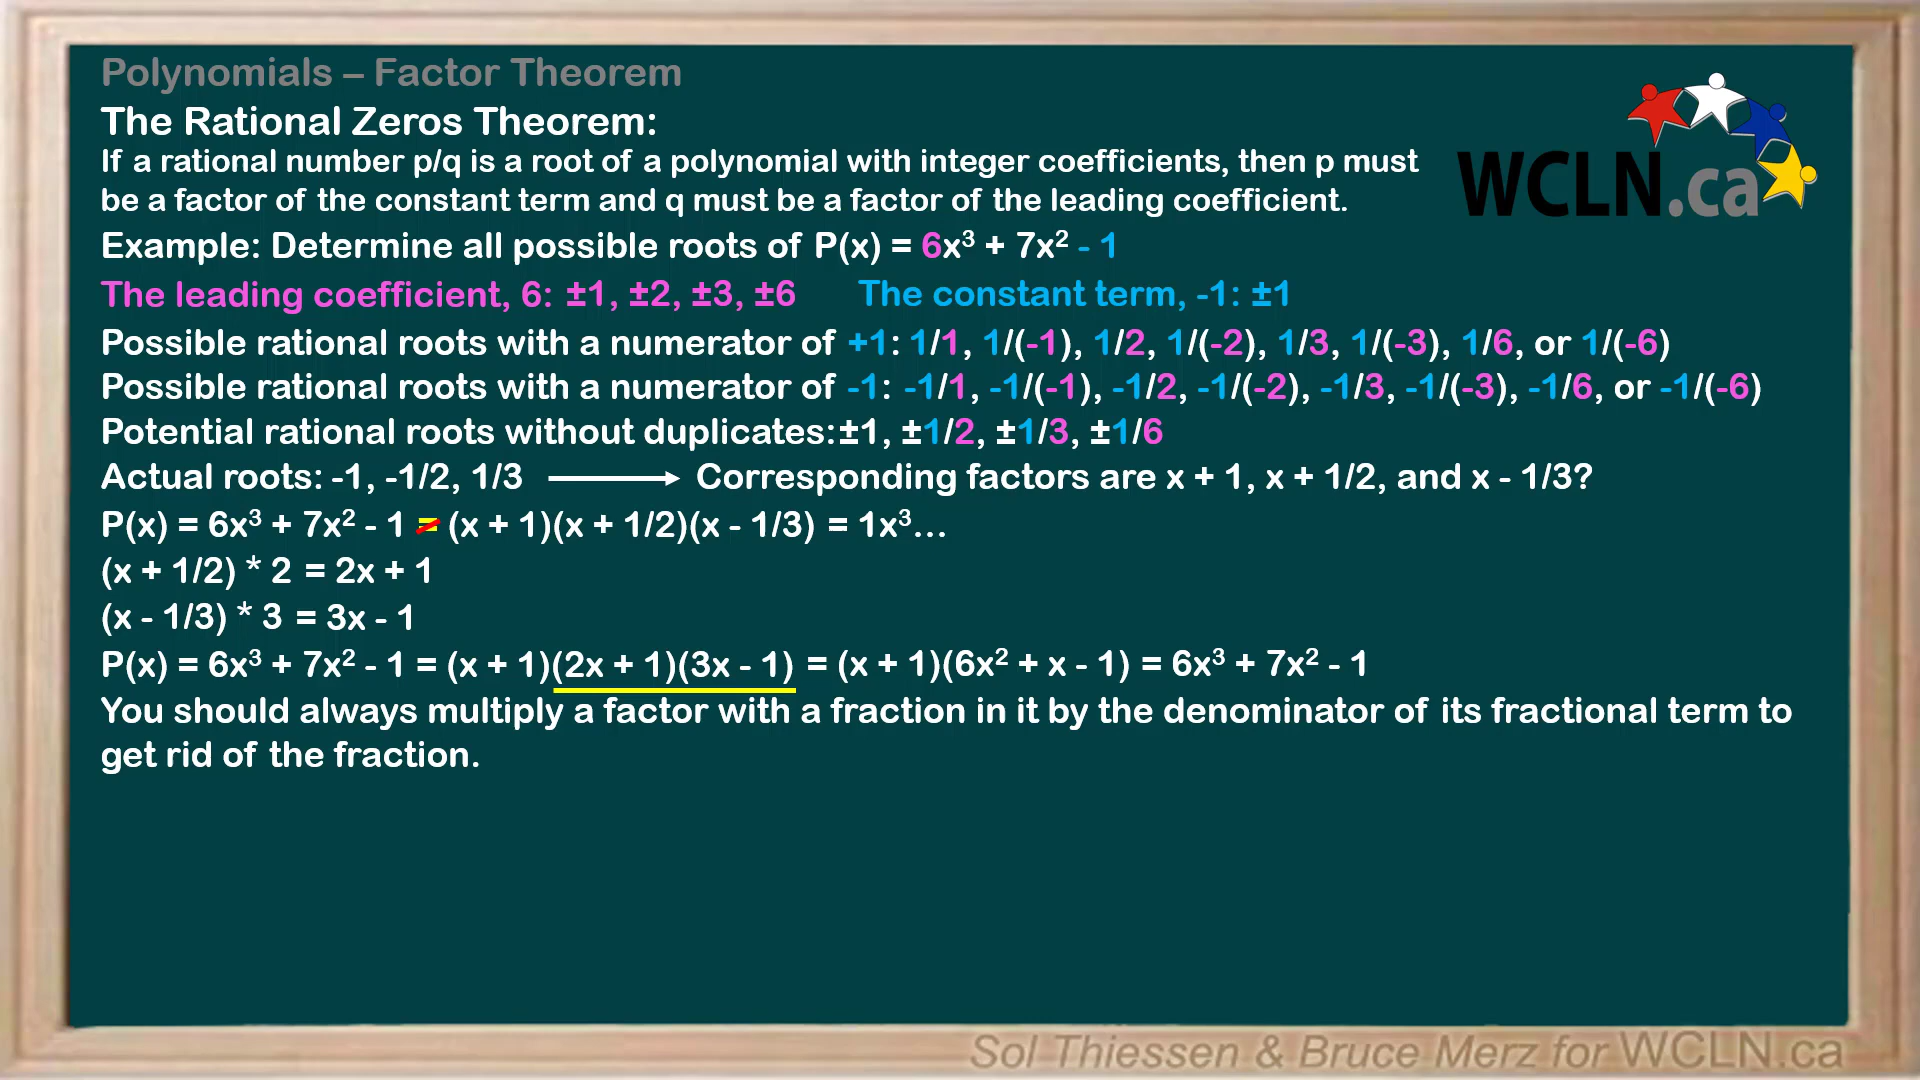 Polynomials – Factor Theorem
The Rational Zeros Theorem:
If a rational number p/q is a root of a polynomial with integer coefficients, then p must
be a factor of the constant term and q must be a factor of the leading coefficient.
WCLN.ca
Example: Determine all possible roots of P(x) = 6x³ + 7x² - 1
The leading coefficient, 6: ±1, ±2, ±3, ±6 The constant term, -1: ±1
Possible rational roots with a numerator of +1: 1/1, 1/(-1), 1/2, 1/(-2), 1/3, 1/(-3), 1/6, or 1/(-6)
Possible rational roots with a numerator of -1: -1/1, -1/(-1), -1/2, -1/(-2), -1/3, -1/(-3), -1/6, or -1/(-6)
Potential rational roots without duplicates:±1, ±1/2, ±1/3, ±1/6
Actual roots: -1, -1/2, 1/3 ⟶ Corresponding factors are x + 1, x + 1/2, and x - 1/3?
P(x) = 6x³ + 7x² - 1 ≠ (x + 1)(x + 1/2)(x - 1/3) = 1x³...
(x + 1/2) * 2 = 2x + 1
(x - 1/3) * 3 = 3x - 1
P(x) = 6x³ + 7x² - 1 = (x + 1)(2x + 1)(3x - 1) = (x + 1)(6x² + x - 1) = 6x³ + 7x² - 1
You should always multiply a factor with a fraction in it by the denominator of its fractional term to
get rid of the fraction.
Sol Thiessen & Bruce Merz for WCLN.ca